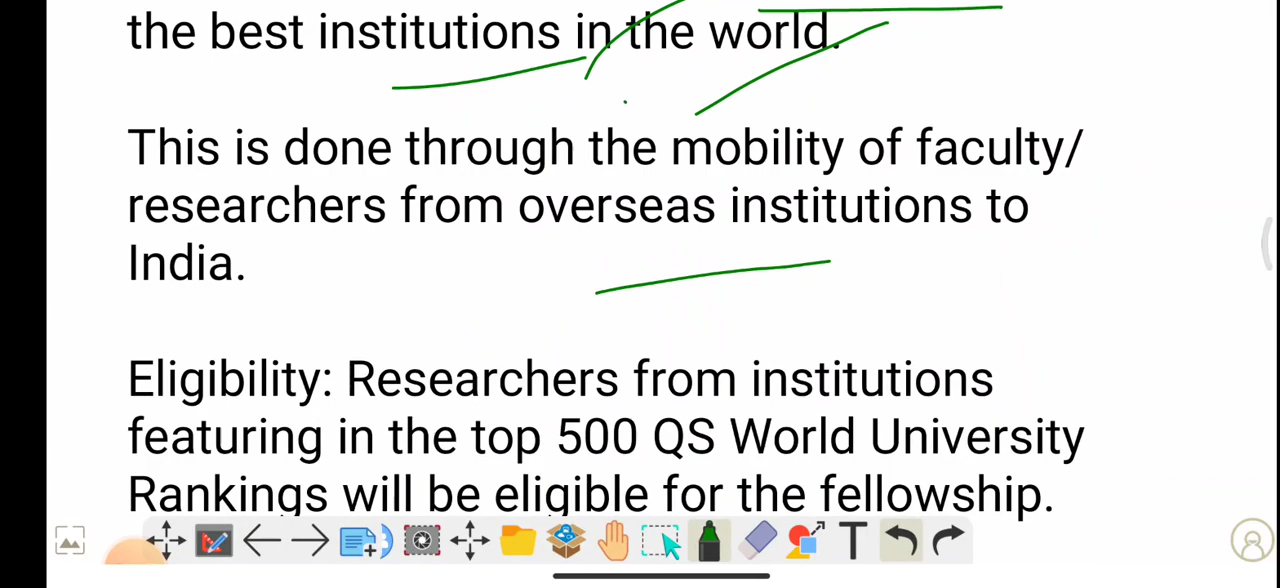 the best institutions in the world.
This is done through the mobility of faculty/
researchers from overseas institutions to
India.
Eligibility: Researchers from institutions
featuring in the top 500 QS World University
Rankings will be eligible for the fellowship.
T